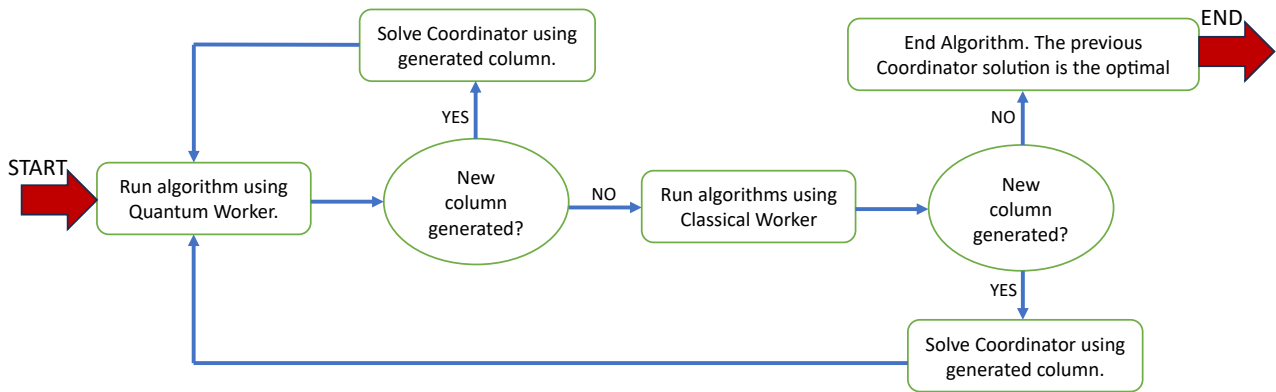 START
Run algorithm using
Quantum Worker.
New
column
generated?
YES
Solve Coordinator using
generated column.
NO
Run algorithms using
Classical Worker
New
column
generated?
NO
End Algorithm. The previous
Coordinator solution is the optimal
END
YES
Solve Coordinator using
generated column.